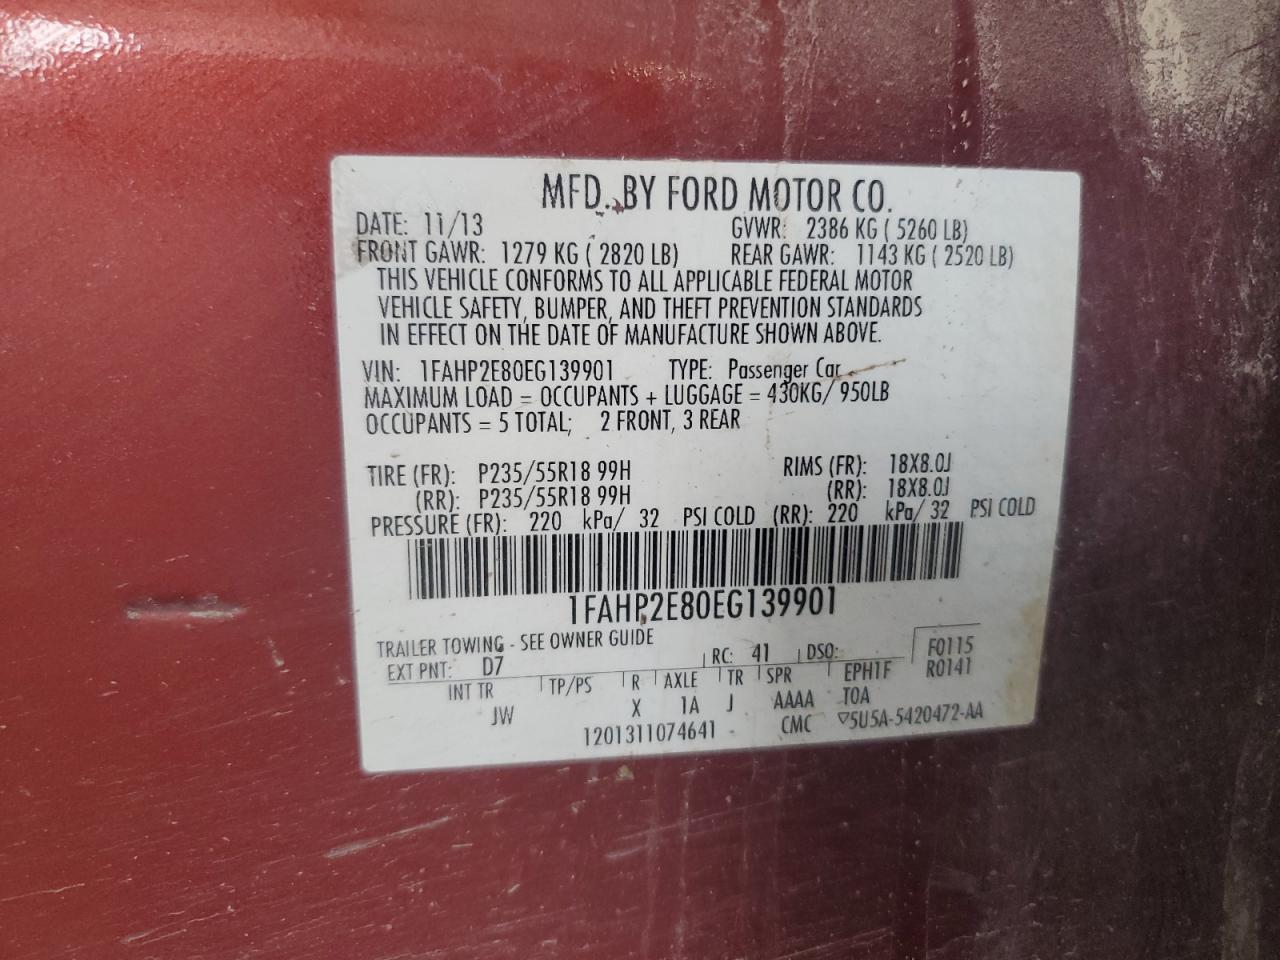 MFD. BY FORD MOTOR CO.
DATE: 11/13 GVWR: 2386 KG ( 5260 LB)
FRONT GAWR: 1279 KG ( 2820 LB) REAR GAWR: 1143 KG ( 2520 LB)
THIS VEHICLE CONFORMS TO ALL APPLICABLE FEDERAL MOTOR
VEHICLE SAFETY, BUMPER, AND THEFT PREVENTION STANDARDS
IN EFFECT ON THE DATE OF MANUFACTURE SHOWN ABOVE.
VIN: 1FAHP2E80EG139901 TYPE: Passenger Car
MAXIMUM LOAD = OCCUPANTS + LUGGAGE = 430KG/ 950LB
OCCUPANTS = 5 TOTAL; 2 FRONT, 3 REAR
TIRE (FR): P235/55R18 99H RIMS (FR): 18X8.0J
(RR): P235/55R18 99H (RR): 18X8.0J
PRESSURE (FR): 220 kPa/ 32 PSI COLD (RR): 220 kPa/ 32 PSI COLD
1FAHP2E80EG139901
TRAILER TOWING - SEE OWNER GUIDE
EXT PNT: D7 RC: 41 DSO: F0115
INT TR TP/PS R AXLE TR SPR EPH1F R0141
JW X 1A J AAAA TOA
1201311074641 CMC ▽5U5A-5420472-AA